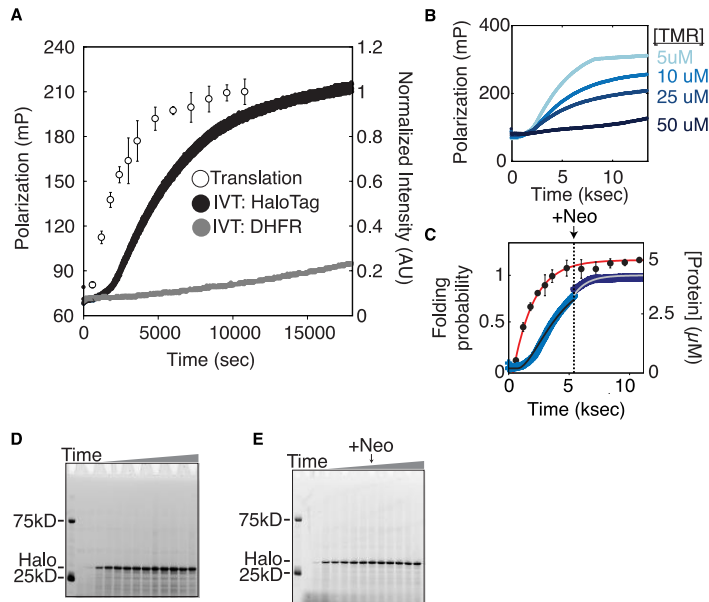 A
240
210
180
150
120
90
60
Polarization (mP)
1.2
1
0.8
0.6
0.4
0.2
0
Normalized Intensity (AU)
Translation
IVT: HaloTag
IVT: DHFR
0
5000
10000
15000
Time (sec)
B
400
200
0
Polarization (mP)
[TMR]
5uM
10 uM
25 uM
50 uM
0
5
10
Time (ksec)
+Neo
C
1
0.5
0
Folding
probability
5
2.5
0
[Protein] (µM)
0
5
10
Time (ksec)
D
Time
75kD
Halo
25kD
E
+Neo
Time
75kD
Halo
25kD